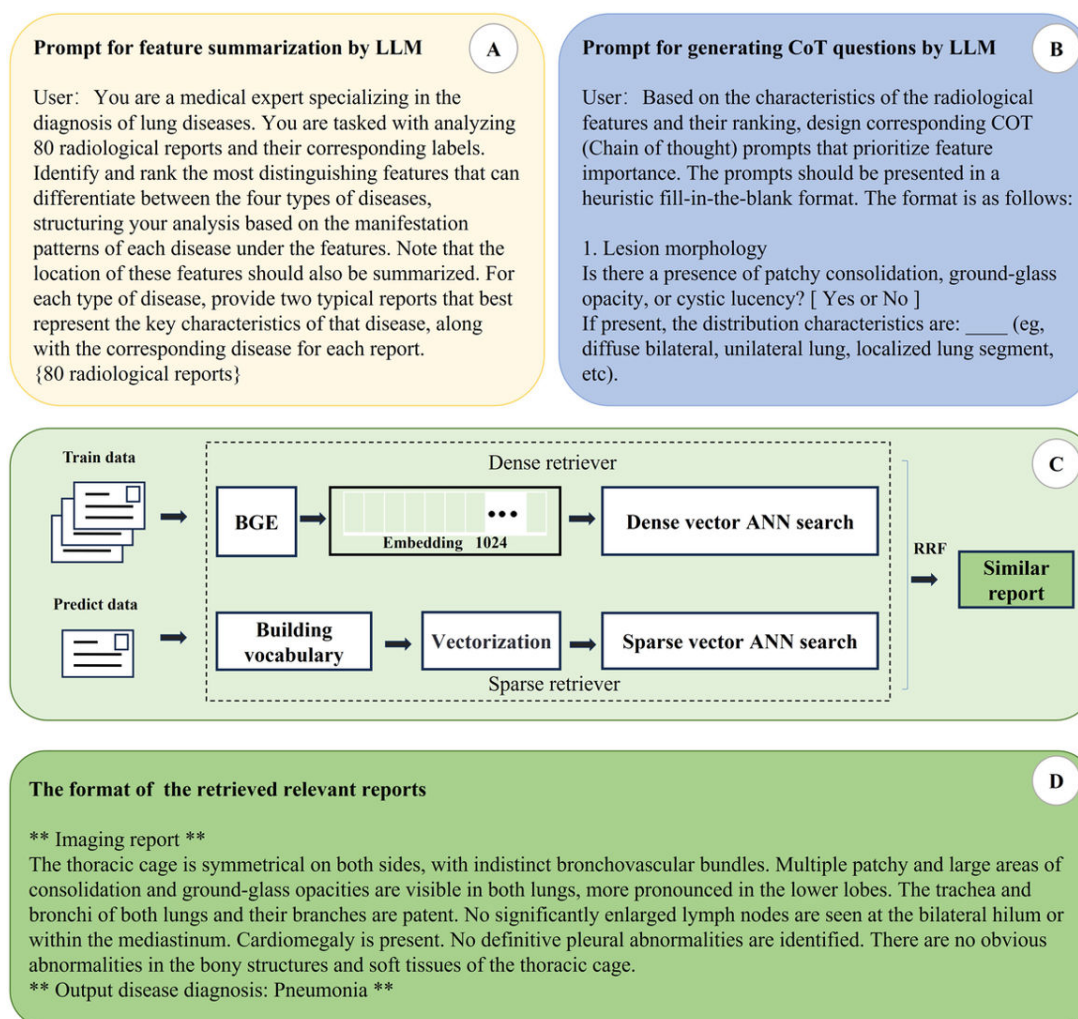 Prompt for feature summarization by LLM
A
User: You are a medical expert specializing in the
diagnosis of lung diseases. You are tasked with analyzing
80 radiological reports and their corresponding labels.
Identify and rank the most distinguishing features that can
differentiate between the four types of diseases,
structuring your analysis based on the manifestation
patterns of each disease under the features. Note that the
location of these features should also be summarized. For
each type of disease, provide two typical reports that best
represent the key characteristics of that disease, along
with the corresponding disease for each report.
{80 radiological reports}
Prompt for generating CoT questions by LLM
B
User: Based on the characteristics of the radiological
features and their ranking, design corresponding COT
(Chain of thought) prompts that prioritize feature
importance. The prompts should be presented in a
heuristic fill-in-the-blank format. The format is as follows:
1. Lesion morphology
Is there a presence of patchy consolidation, ground-glass
opacity, or cystic lucency? [ Yes or No ]
If present, the distribution characteristics are: ____ (eg,
diffuse bilateral, unilateral lung, localized lung segment,
etc).
C
Train data
Dense retriever
BGE
Embedding 1024
Dense vector ANN search
RRF
Similar
report
Predict data
Building
vocabulary
Vectorization
Sparse vector ANN search
Sparse retriever
D
The format of the retrieved relevant reports
** Imaging report **
The thoracic cage is symmetrical on both sides, with indistinct bronchovascular bundles. Multiple patchy and large areas of
consolidation and ground-glass opacities are visible in both lungs, more pronounced in the lower lobes. The trachea and
bronchi of both lungs and their branches are patent. No significantly enlarged lymph nodes are seen at the bilateral hilum or
within the mediastinum. Cardiomegaly is present. No definitive pleural abnormalities are identified. There are no obvious
abnormalities in the bony structures and soft tissues of the thoracic cage.
** Output disease diagnosis: Pneumonia **